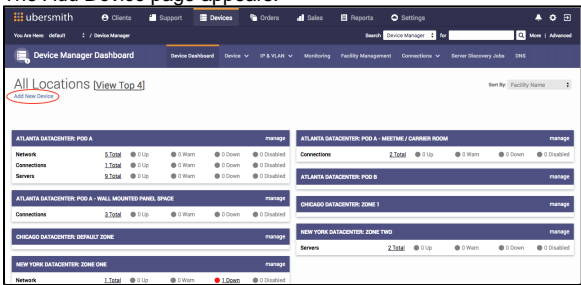 The Add Device page appears.
ubersmith Clients Support Devices Orders Sales Reports Settings
You Are Here: default / Device Manager Search Device Manager for More | Advanced
Device Manager Dashboard Device Dashboard Device IP & VLAN Monitoring Facility Management Connections Server Discovery Jobs DNS
All Locations [View Top 4] Sort By: Facility Name
Add New Device
ATLANTA DATACENTER: POD A manage
Network 5 Total 0 Up 0 Warn 0 Down 0 Disabled
Connections 1 Total 0 Up 0 Warn 0 Down 0 Disabled
Servers 9 Total 0 Up 0 Warn 0 Down 0 Disabled
ATLANTA DATACENTER: POD A - WALL MOUNTED PANEL SPACE manage
Connections 3 Total 0 Up 0 Warn 0 Down 0 Disabled
CHICAGO DATACENTER: DEFAULT ZONE manage
NEW YORK DATACENTER: ZONE ONE manage
Network 1 Total 0 Up 0 Warn 1 Down 0 Disabled
ATLANTA DATACENTER: POD A - MEETME / CARRIER ROOM manage
Connections 2 Total 0 Up 0 Warn 0 Down 0 Disabled
ATLANTA DATACENTER: POD B manage
CHICAGO DATACENTER: ZONE 1 manage
NEW YORK DATACENTER: ZONE TWO manage
Servers 2 Total 0 Up 0 Warn 0 Down 0 Disabled